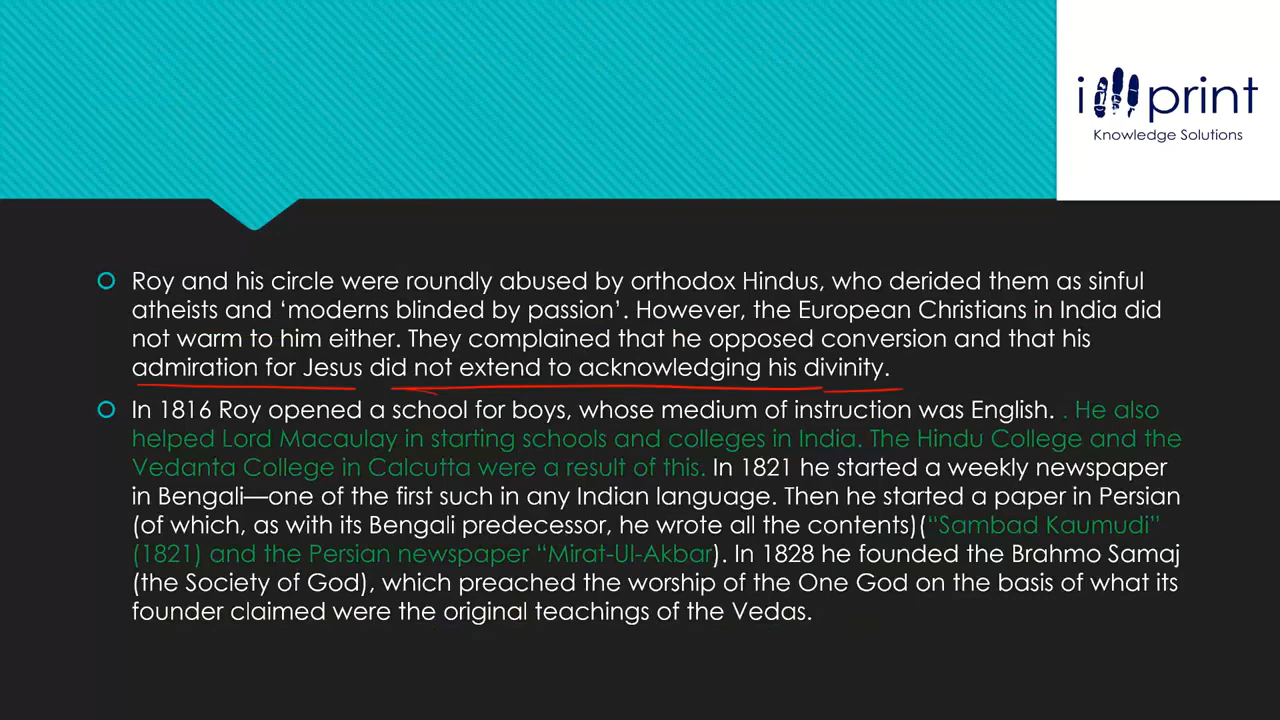 i print
Knowledge Solutions
Roy and his circle were roundly abused by orthodox Hindus, who derided them as sinful
atheists and ‘moderns blinded by passion’. However, the European Christians in India did
not warm to him either. They complained that he opposed conversion and that his
admiration for Jesus did not extend to acknowledging his divinity.
In 1816 Roy opened a school for boys, whose medium of instruction was English. . He also
helped Lord Macaulay in starting schools and colleges in India. The Hindu College and the
Vedanta College in Calcutta were a result of this. In 1821 he started a weekly newspaper
in Bengali—one of the first such in any Indian language. Then he started a paper in Persian
(of which, as with its Bengali predecessor, he wrote all the contents)(“Sambad Kaumudi”
(1821) and the Persian newspaper “Mirat-Ul-Akbar). In 1828 he founded the Brahmo Samaj
(the Society of God), which preached the worship of the One God on the basis of what its
founder claimed were the original teachings of the Vedas.